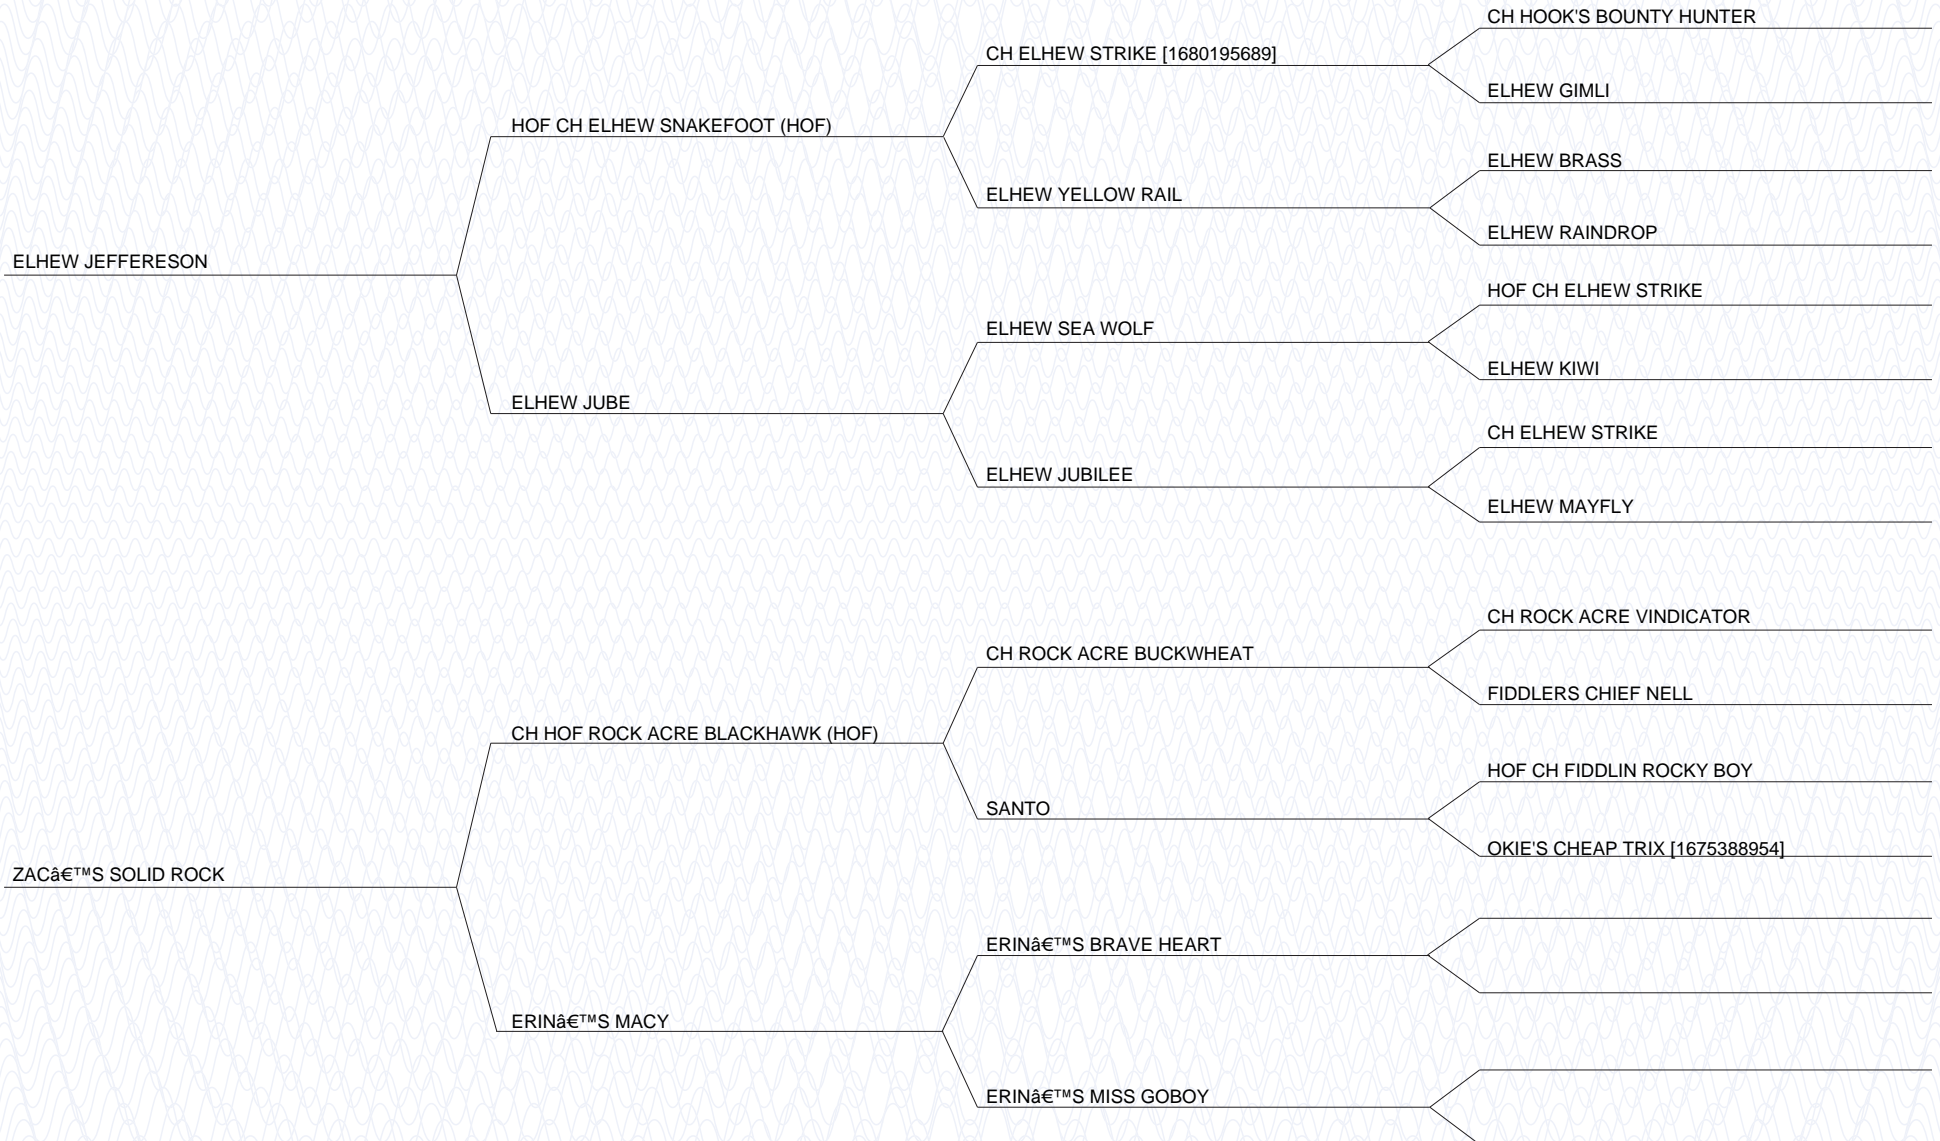 CH HOOK'S BOUNTY HUNTER
CH ELHEW STRIKE [1680195689]
ELHEW GIMLI
HOF CH ELHEW SNAKEFOOT (HOF)
ELHEW BRASS
ELHEW YELLOW RAIL
ELHEW RAINDROP
ELHEW JEFFERESON
HOF CH ELHEW STRIKE
ELHEW SEA WOLF
ELHEW KIWI
ELHEW JUBE
CH ELHEW STRIKE
ELHEW JUBILEE
ELHEW MAYFLY
CH ROCK ACRE VINDICATOR
CH ROCK ACRE BUCKWHEAT
FIDDLERS CHIEF NELL
CH HOF ROCK ACRE BLACKHAWK (HOF)
HOF CH FIDDLIN ROCKY BOY
SANTO
OKIE'S CHEAP TRIX [1675388954]
ZACâ€™S SOLID ROCK
ERINâ€™S BRAVE HEART
ERINâ€™S MACY
ERINâ€™S MISS GOBOY